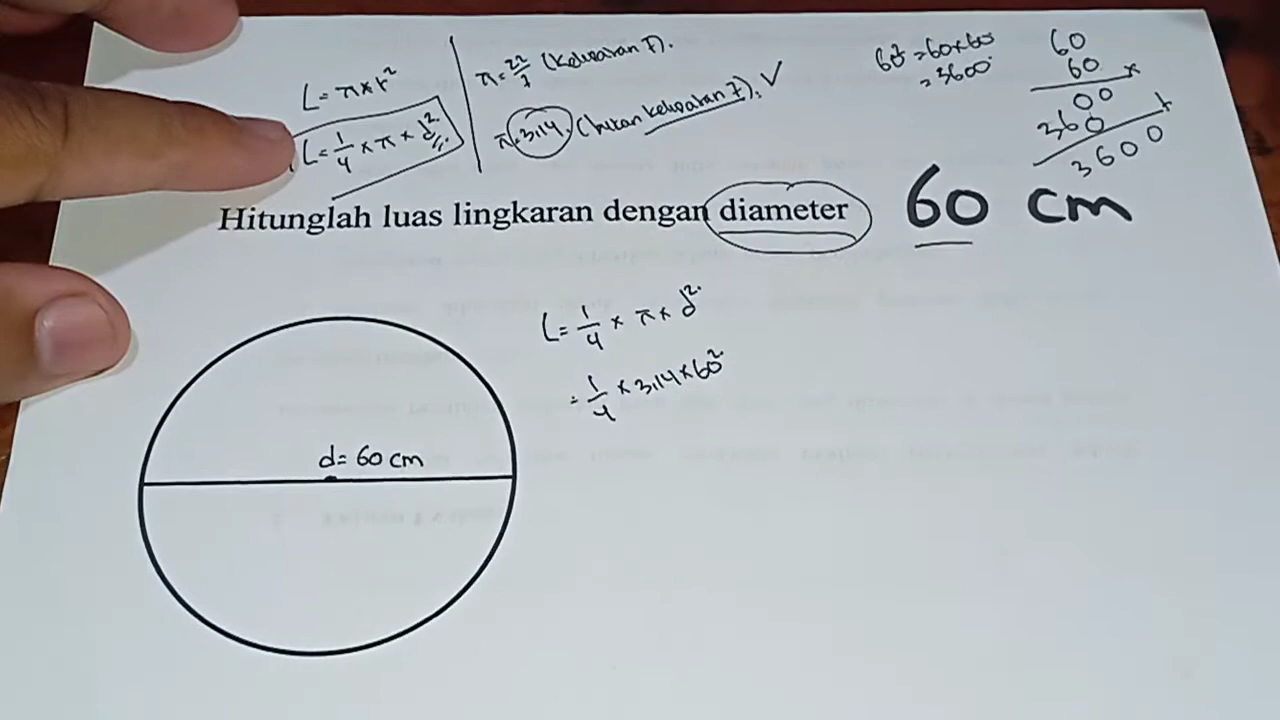 L = π × r²
L = 1/4 × π × d²
π = 22/7 (Kelipatan 7).
π = 3,14, (bukan kelipatan 7), ✓
60² = 60×60
= 3600
60
60 ×
00
360 +
3600
Hitunglah luas lingkaran dengan diameter 60 cm
L = 1/4 × π × d²
= 1/4 × 3,14 × 60²
d = 60 cm